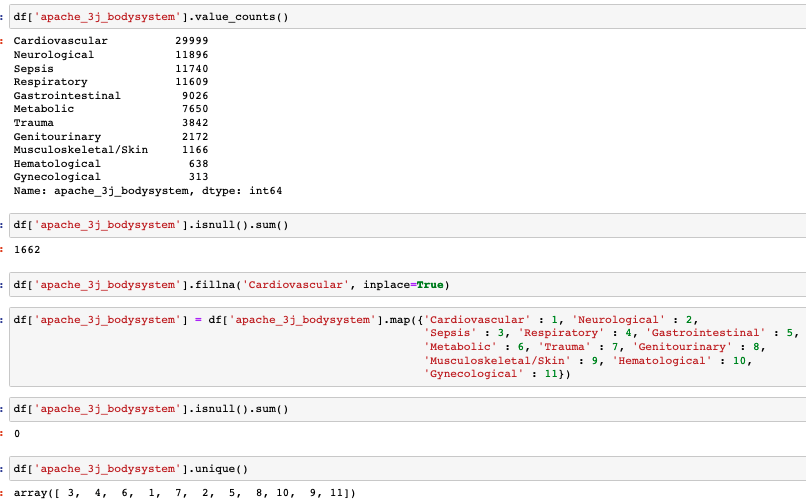 df['apache_3j_bodysystem'].value_counts()
Cardiovascular 29999
Neurological 11896
Sepsis 11740
Respiratory 11609
Gastrointestinal 9026
Metabolic 7650
Trauma 3842
Genitourinary 2172
Musculoskeletal/Skin 1166
Hematological 638
Gynecological 313
Name: apache_3j_bodysystem, dtype: int64
df['apache_3j_bodysystem'].isnull().sum()
1662
df['apache_3j_bodysystem'].fillna('Cardiovascular', inplace=True)
df['apache_3j_bodysystem'] = df['apache_3j_bodysystem'].map({'Cardiovascular' : 1, 'Neurological' : 2,
'Sepsis' : 3, 'Respiratory' : 4, 'Gastrointestinal' : 5,
'Metabolic' : 6, 'Trauma' : 7, 'Genitourinary' : 8,
'Musculoskeletal/Skin' : 9, 'Hematological' : 10,
'Gynecological' : 11})
df['apache_3j_bodysystem'].isnull().sum()
0
df['apache_3j_bodysystem'].unique()
array([ 3, 4, 6, 1, 7, 2, 5, 8, 10, 9, 11])